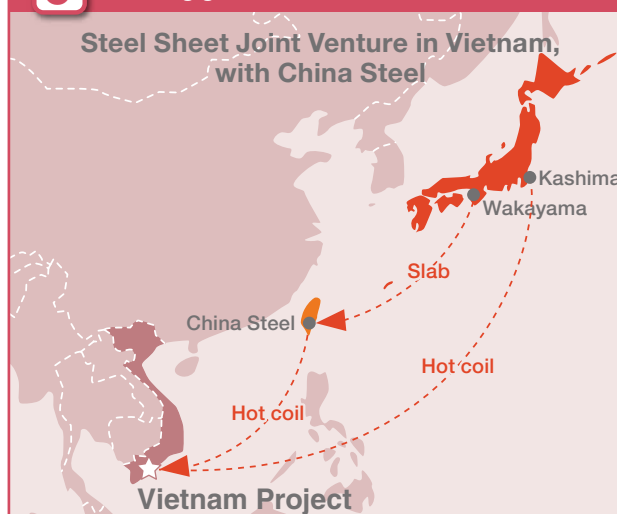 Steel Sheet Joint Venture in Vietnam,
with China Steel
Kashima
Wakayama
Slab
China Steel
Hot coil
Hot coil
Vietnam Project